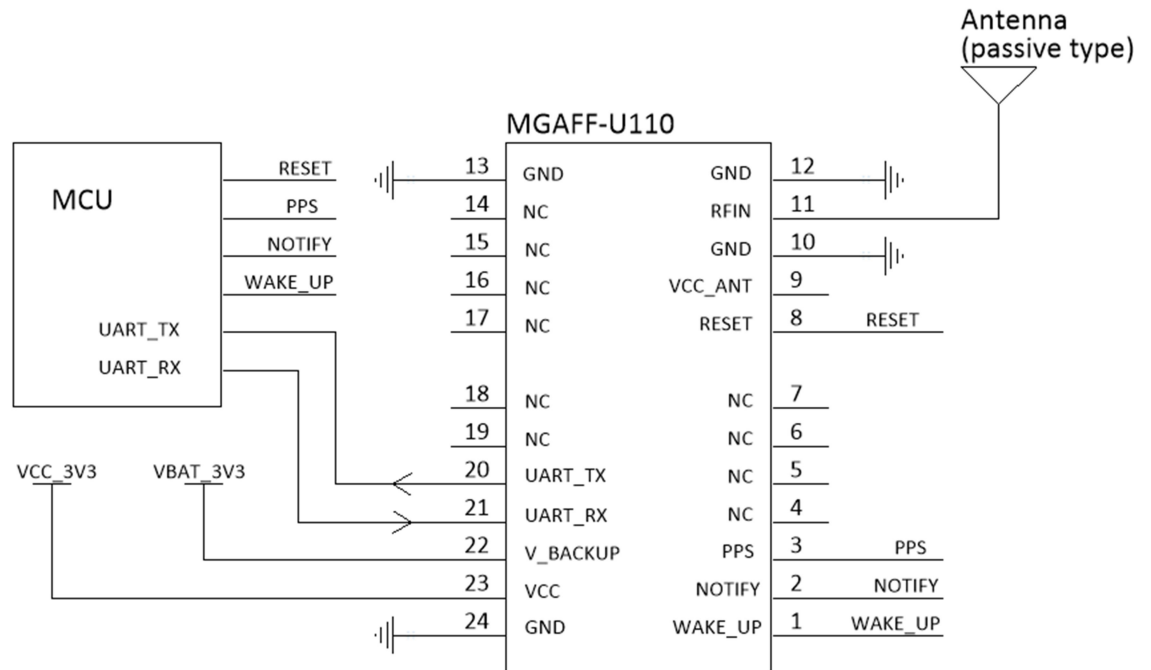 Antenna
(passive type)
MGAFF-U110
MCU
RESET
PPS
NOTIFY
WAKE_UP
UART_TX
UART_RX
VCC_3V3
VBAT_3V3
13 GND
14 NC
15 NC
16 NC
17 NC
18 NC
19 NC
20 UART_TX
21 UART_RX
22 V_BACKUP
23 VCC
24 GND
GND 12
RFIN 11
GND 10
VCC_ANT 9
RESET 8 RESET
NC 7
NC 6
NC 5
NC 4
PPS 3 PPS
NOTIFY 2 NOTIFY
WAKE_UP 1 WAKE_UP